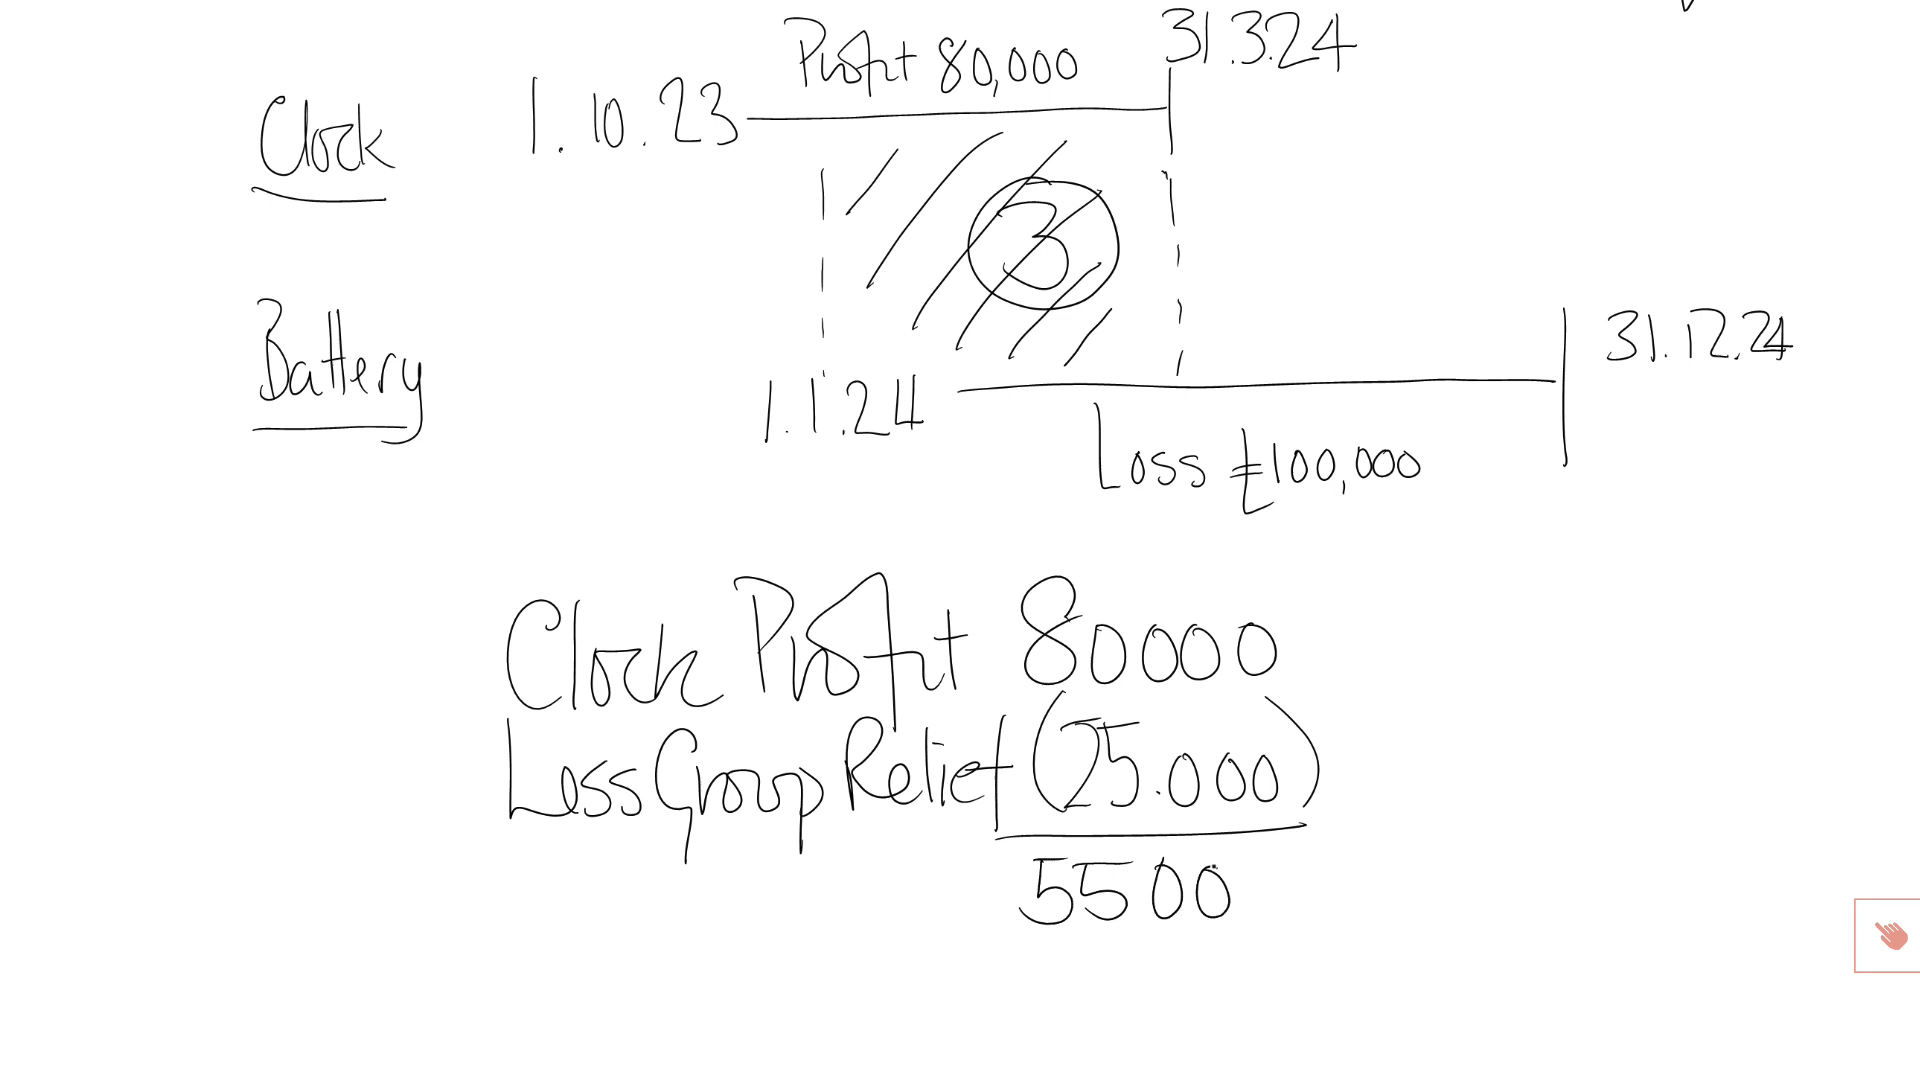 Profit 80,000 31.3.24
Clock 1.10.23
3
Battery 1.1.24 31.12.24
Loss £100,000
Clock Profit 80000
Loss Group Relief (25.000)
5500